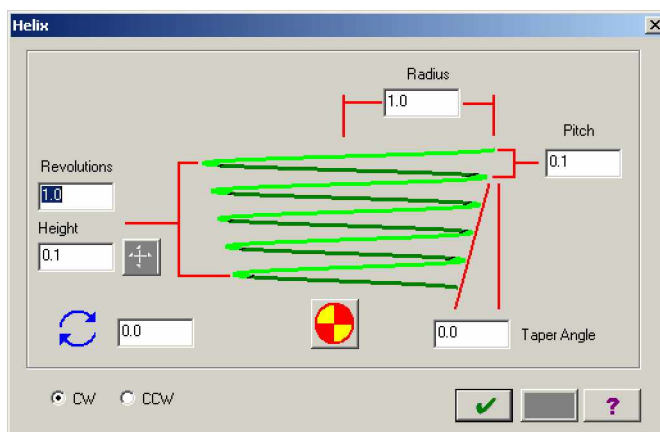 Helix
Radius
1.0
Pitch
0.1
Revolutions
1.0
Height
0.1
0.0
0.0
Taper Angle
CW
CCW
?